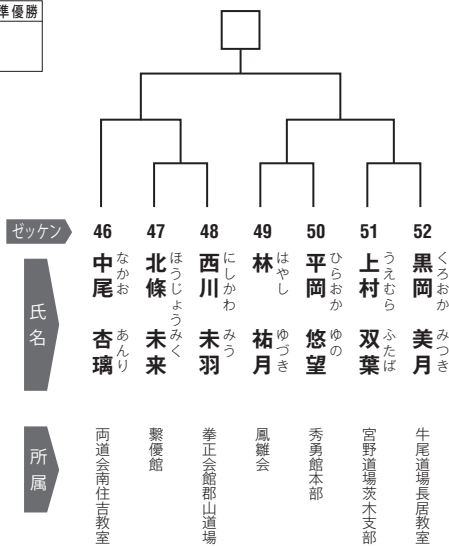 準優勝
ゼッケン 46 47 48 49 50 51 52
氏名
中尾 杏璃 なかお あんり
北條 未来 ほうじょう みく
西川 未羽 にしかわ みう
林 祐月 はやし ゆづき
平岡 悠望 ひらおか ゆの
上村 双葉 うえむら ふたば
黒岡 美月 くろおか みつき
所属
両道会南住吉教室
繋優館
拳正会館郡山道場
鳳雛会
秀勇館本部
宮野道場茨木支部
牛尾道場長居教室